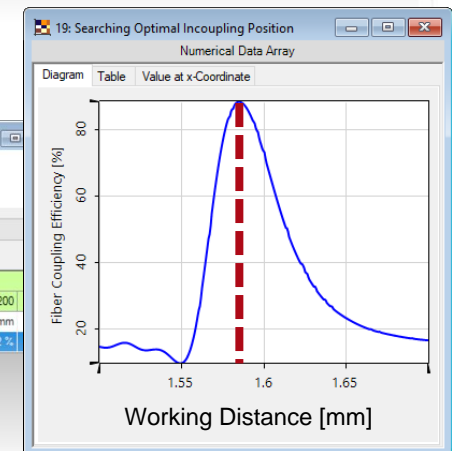 19: Searching Optimal Incoupling Position
Numerical Data Array
Diagram Table Value at x-Coordinate
Fiber Coupling Efficiency [%]
80
60
40
20
1.55 1.6 1.65
Working Distance [mm]
200
mm
2 %